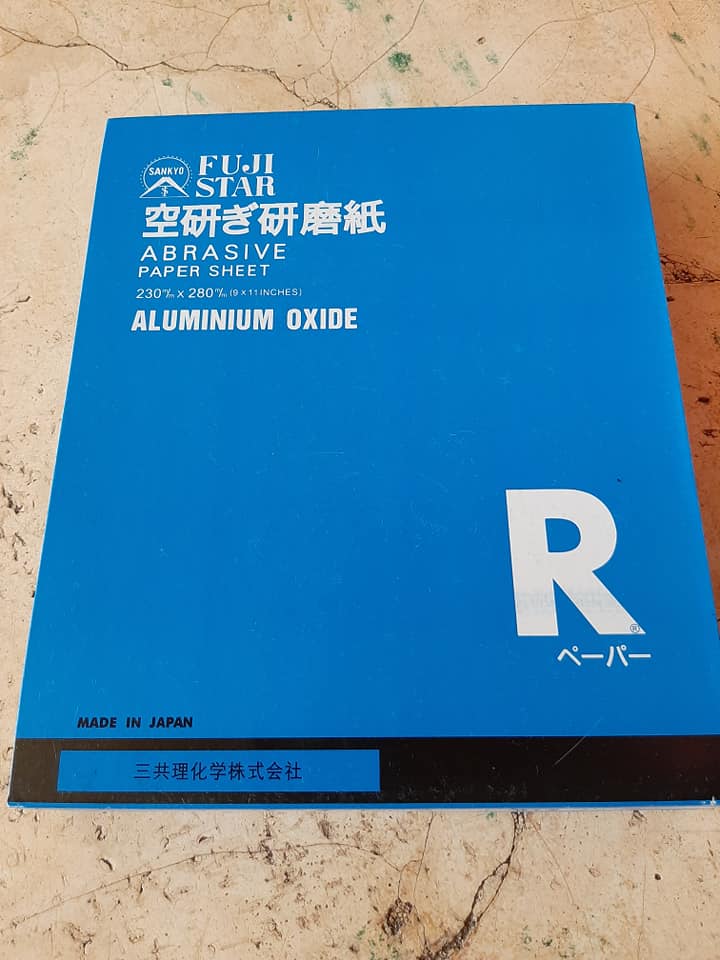 SANKYO
FUJI
STAR
空研ぎ研磨紙
ABRASIVE
PAPER SHEET
230m/m × 280m/m (9 × 11 INCHES)
ALUMINIUM OXIDE
R®
ペーパー
MADE IN JAPAN
三共理化学株式会社